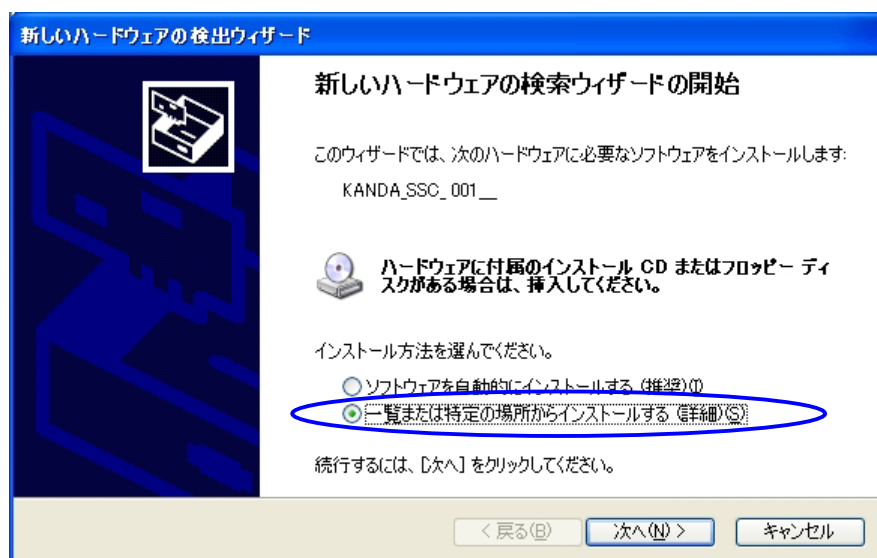 新しいハードウェアの検出ウィザード
新しいハードウェアの検索ウィザードの開始
このウィザードでは、次のハードウェアに必要なソフトウェアをインストールします:
KANDA_SSC_ 001__
ハードウェアに付属のインストール CD またはフロッピー ディ
スクがある場合は、挿入してください。
インストール方法を選んでください。
ソフトウェアを自動的にインストールする (推奨)(I)
一覧または特定の場所からインストールする (詳細)(S)
続行するには、[次へ] をクリックしてください。
< 戻る(B)
次へ(N) >
キャンセル